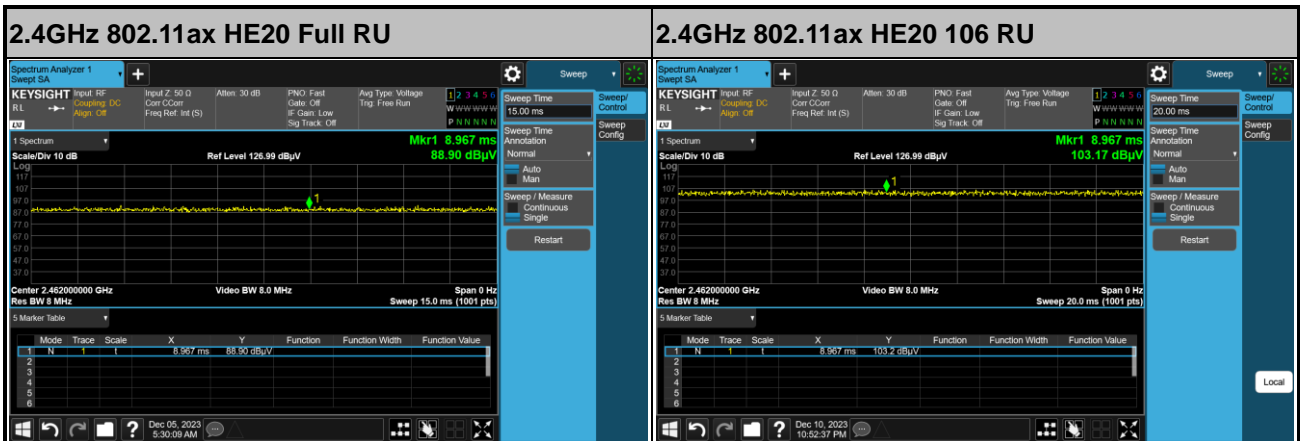 2.4GHz 802.11ax HE20 Full RU
Spectrum Analyzer 1
Swept SA
+
Sweep
KEYSIGHT Input: RF Input Z: 50 Ω Atten: 30 dB PNO: Fast Avg Type: Voltage 1 2 3 4 5 6
RL Coupling: DC Corr CCorr Gate: Off Trig: Free Run W W W W W W
Align: Off Freq Ref: Int (S) IF Gain: Low
Sig Track: Off P N N N N N
LXI
Sweep Time
15.00 ms
Sweep/
Control
Sweep
Config
Sweep Time
Annotation
Normal
Auto
Man
Sweep / Measure
Continuous
Single
Restart
1 Spectrum
Mkr1 8.967 ms
Scale/Div 10 dB Ref Level 126.99 dBµV 88.90 dBµV
Log
117
107
97.0
87.0
77.0
67.0
57.0
47.0
37.0
1
Center 2.462000000 GHz Video BW 8.0 MHz Span 0 Hz
Res BW 8 MHz Sweep 15.0 ms (1001 pts)
5 Marker Table
Mode Trace Scale X Y Function Function Width Function Value
1 N 1 t 8.967 ms 88.90 dBµV
2
3
4
5
6
? Dec 05, 2023
5:30:09 AM
2.4GHz 802.11ax HE20 106 RU
Spectrum Analyzer 1
Swept SA
+
Sweep
KEYSIGHT Input: RF Input Z: 50 Ω Atten: 30 dB PNO: Fast Avg Type: Voltage 1 2 3 4 5 6
RL Coupling: DC Corr CCorr Gate: Off Trig: Free Run W W W W W W
Align: Off Freq Ref: Int (S) IF Gain: Low
Sig Track: Off P N N N N N
LXI
Sweep Time
20.00 ms
Sweep/
Control
Sweep
Config
Sweep Time
Annotation
Normal
Auto
Man
Sweep / Measure
Continuous
Single
Restart
Local
1 Spectrum
Mkr1 8.967 ms
Scale/Div 10 dB Ref Level 126.99 dBµV 103.17 dBµV
Log
117
107
97.0
87.0
77.0
67.0
57.0
47.0
37.0
1
Center 2.462000000 GHz Video BW 8.0 MHz Span 0 Hz
Res BW 8 MHz Sweep 20.0 ms (1001 pts)
5 Marker Table
Mode Trace Scale X Y Function Function Width Function Value
1 N 1 t 8.967 ms 103.2 dBµV
2
3
4
5
6
? Dec 10, 2023
10:52:37 PM